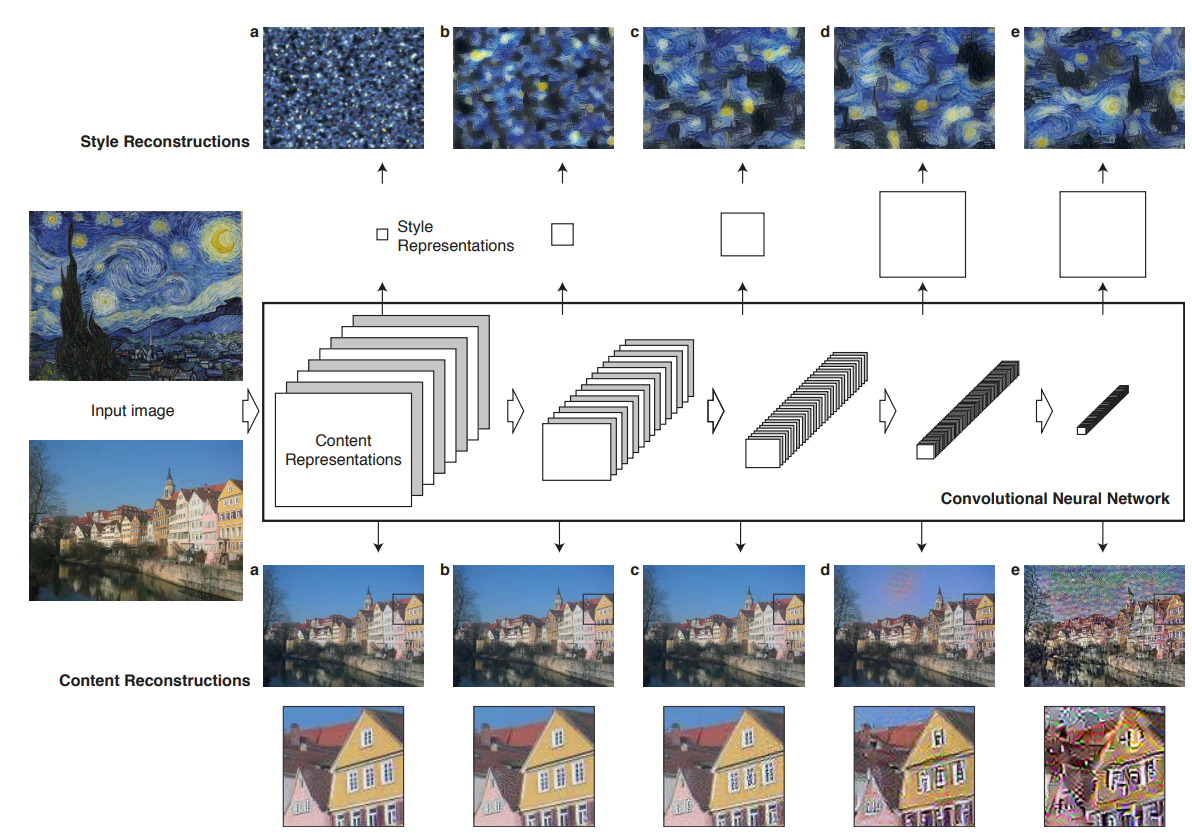 a
b
c
d
e
Style Reconstructions
Style
Representations
Input image
Content
Representations
Convolutional Neural Network
a
b
c
d
e
Content Reconstructions